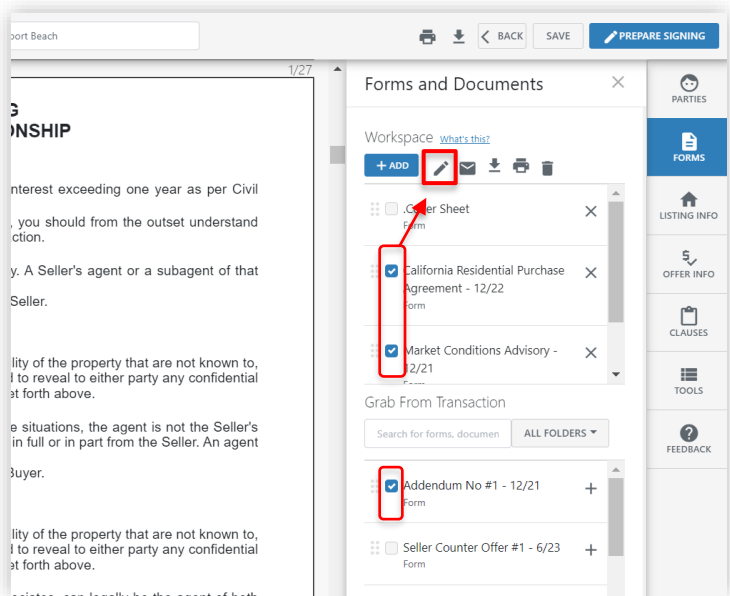 port Beach
BACK
SAVE
PREPARE SIGNING
1/27
ONSHIP
nterest exceeding one year as per Civil
, you should from the outset understand
ction.
y. A Seller's agent or a subagent of that
Seller.
lity of the property that are not known to,
d to reveal to either party any confidential
et forth above.
e situations, the agent is not the Seller's
in full or in part from the Seller. An agent
Buyer.
lity of the property that are not known to,
d to reveal to either party any confidential
et forth above.
Forms and Documents
Workspace What's this?
+ ADD
Form
California Residential Purchase
Agreement - 12/22
Form
Market Conditions Advisory -
12/21
Grab From Transaction
Search for forms, documen
ALL FOLDERS
Addendum No #1 - 12/21
Form
Seller Counter Offer #1 - 6/23
Form
PARTIES
FORMS
LISTING INFO
OFFER INFO
CLAUSES
TOOLS
FEEDBACK